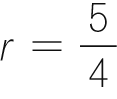 r = 5/4